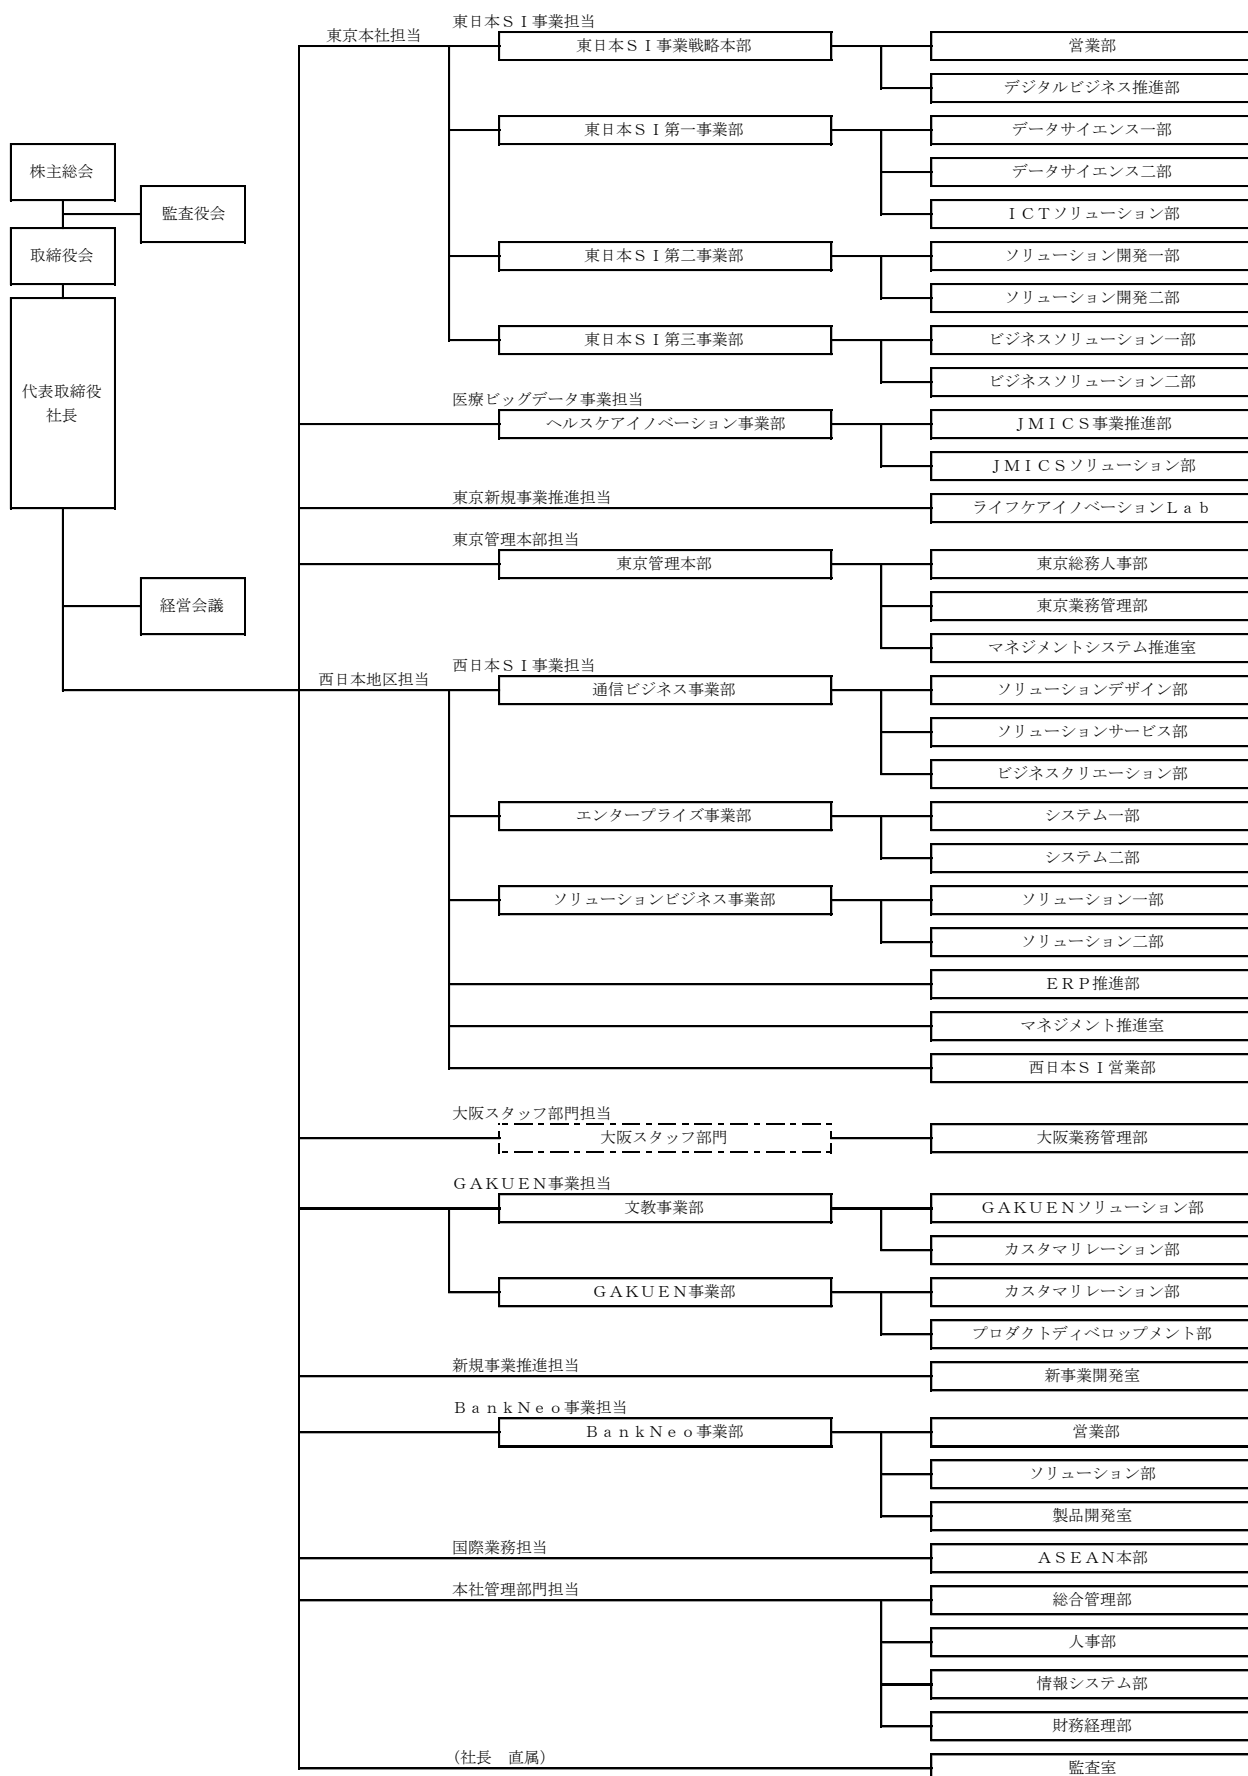 東日本ＳＩ事業担当
東京本社担当
東日本ＳＩ事業戦略本部
営業部
デジタルビジネス推進部
東日本ＳＩ第一事業部
データサイエンス一部
データサイエンス二部
ＩＣＴソリューション部
株主総会
監査役会
取締役会
代表取締役
社長
経営会議
東日本ＳＩ第二事業部
ソリューション開発一部
ソリューション開発二部
東日本ＳＩ第三事業部
ビジネスソリューション一部
ビジネスソリューション二部
医療ビッグデータ事業担当
ヘルスケアイノベーション事業部
ＪＭＩＣＳ事業推進部
ＪＭＩＣＳソリューション部
東京新規事業推進担当
ライフケアイノベーションＬａｂ
東京管理本部担当
東京管理本部
東京総務人事部
東京業務管理部
マネジメントシステム推進室
西日本ＳＩ事業担当
西日本地区担当
通信ビジネス事業部
ソリューションデザイン部
ソリューションサービス部
ビジネスクリエーション部
エンタープライズ事業部
システム一部
システム二部
ソリューションビジネス事業部
ソリューション一部
ソリューション二部
ＥＲＰ推進部
マネジメント推進室
西日本ＳＩ営業部
大阪スタッフ部門担当
大阪スタッフ部門
大阪業務管理部
ＧＡＫＵＥＮ事業担当
文教事業部
ＧＡＫＵＥＮソリューション部
カスタマリレーション部
ＧＡＫＵＥＮ事業部
カスタマリレーション部
プロダクトディベロップメント部
新規事業推進担当
新事業開発室
ＢａｎｋＮｅｏ事業担当
ＢａｎｋＮｅｏ事業部
営業部
ソリューション部
製品開発室
国際業務担当
ＡＳＥＡＮ本部
本社管理部門担当
総合管理部
人事部
情報システム部
財務経理部
(社長　直属)
監査室